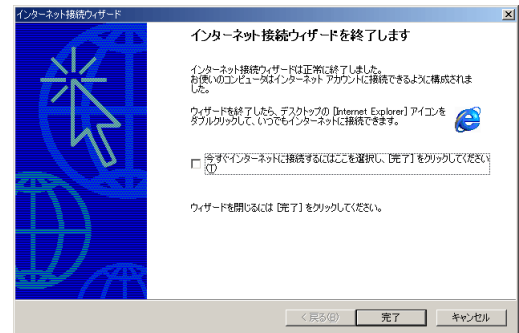 インターネット接続ウィザード
インターネット接続ウィザードを終了します
インターネット接続ウィザードは正常に終了しました。
お使いのコンピュータはインターネット アカウントに接続できるように構成されま
した。
ウィザードを終了したら、デスクトップの [Internet Explorer] アイコンを
ダブルクリックして、いつでもインターネットに接続できます。
今すぐインターネットに接続するにはここを選択し、[完了] をクリックしてください
(I)
ウィザードを閉じるには [完了] をクリックしてください。
< 戻る(B)
完了
キャンセル